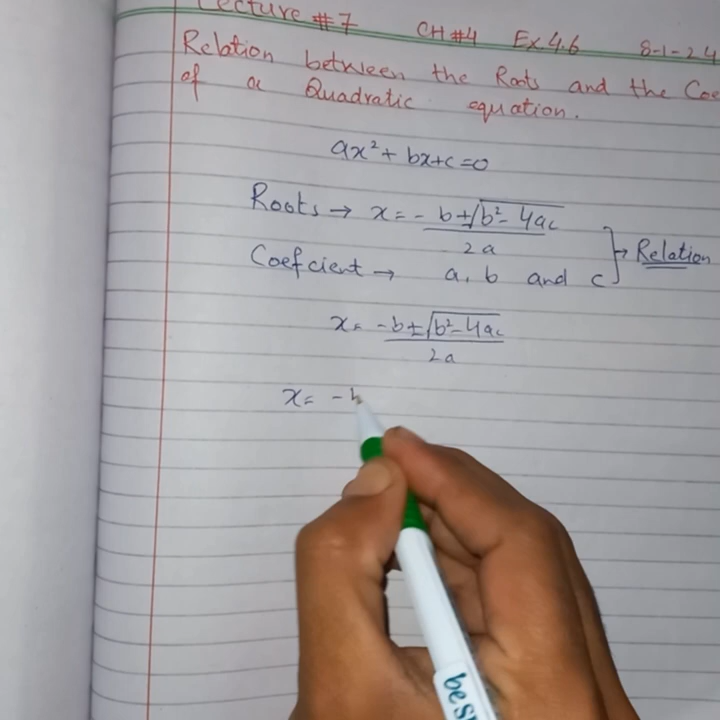 Lecture #7 CH#4 Ex 4.6 8-1-24
Relation between the Roots and the Coe
of a Quadratic equation.
ax² + bx+c=0
Roots → x = -b±√b²-4ac
2a
Coefcient → a, b and c
→ Relation
x= -b±√b²-4ac
2a
x= -b